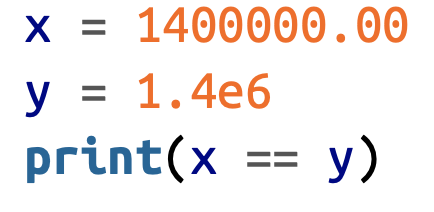 x = 1400000.00
y = 1.4e6
print(x == y)